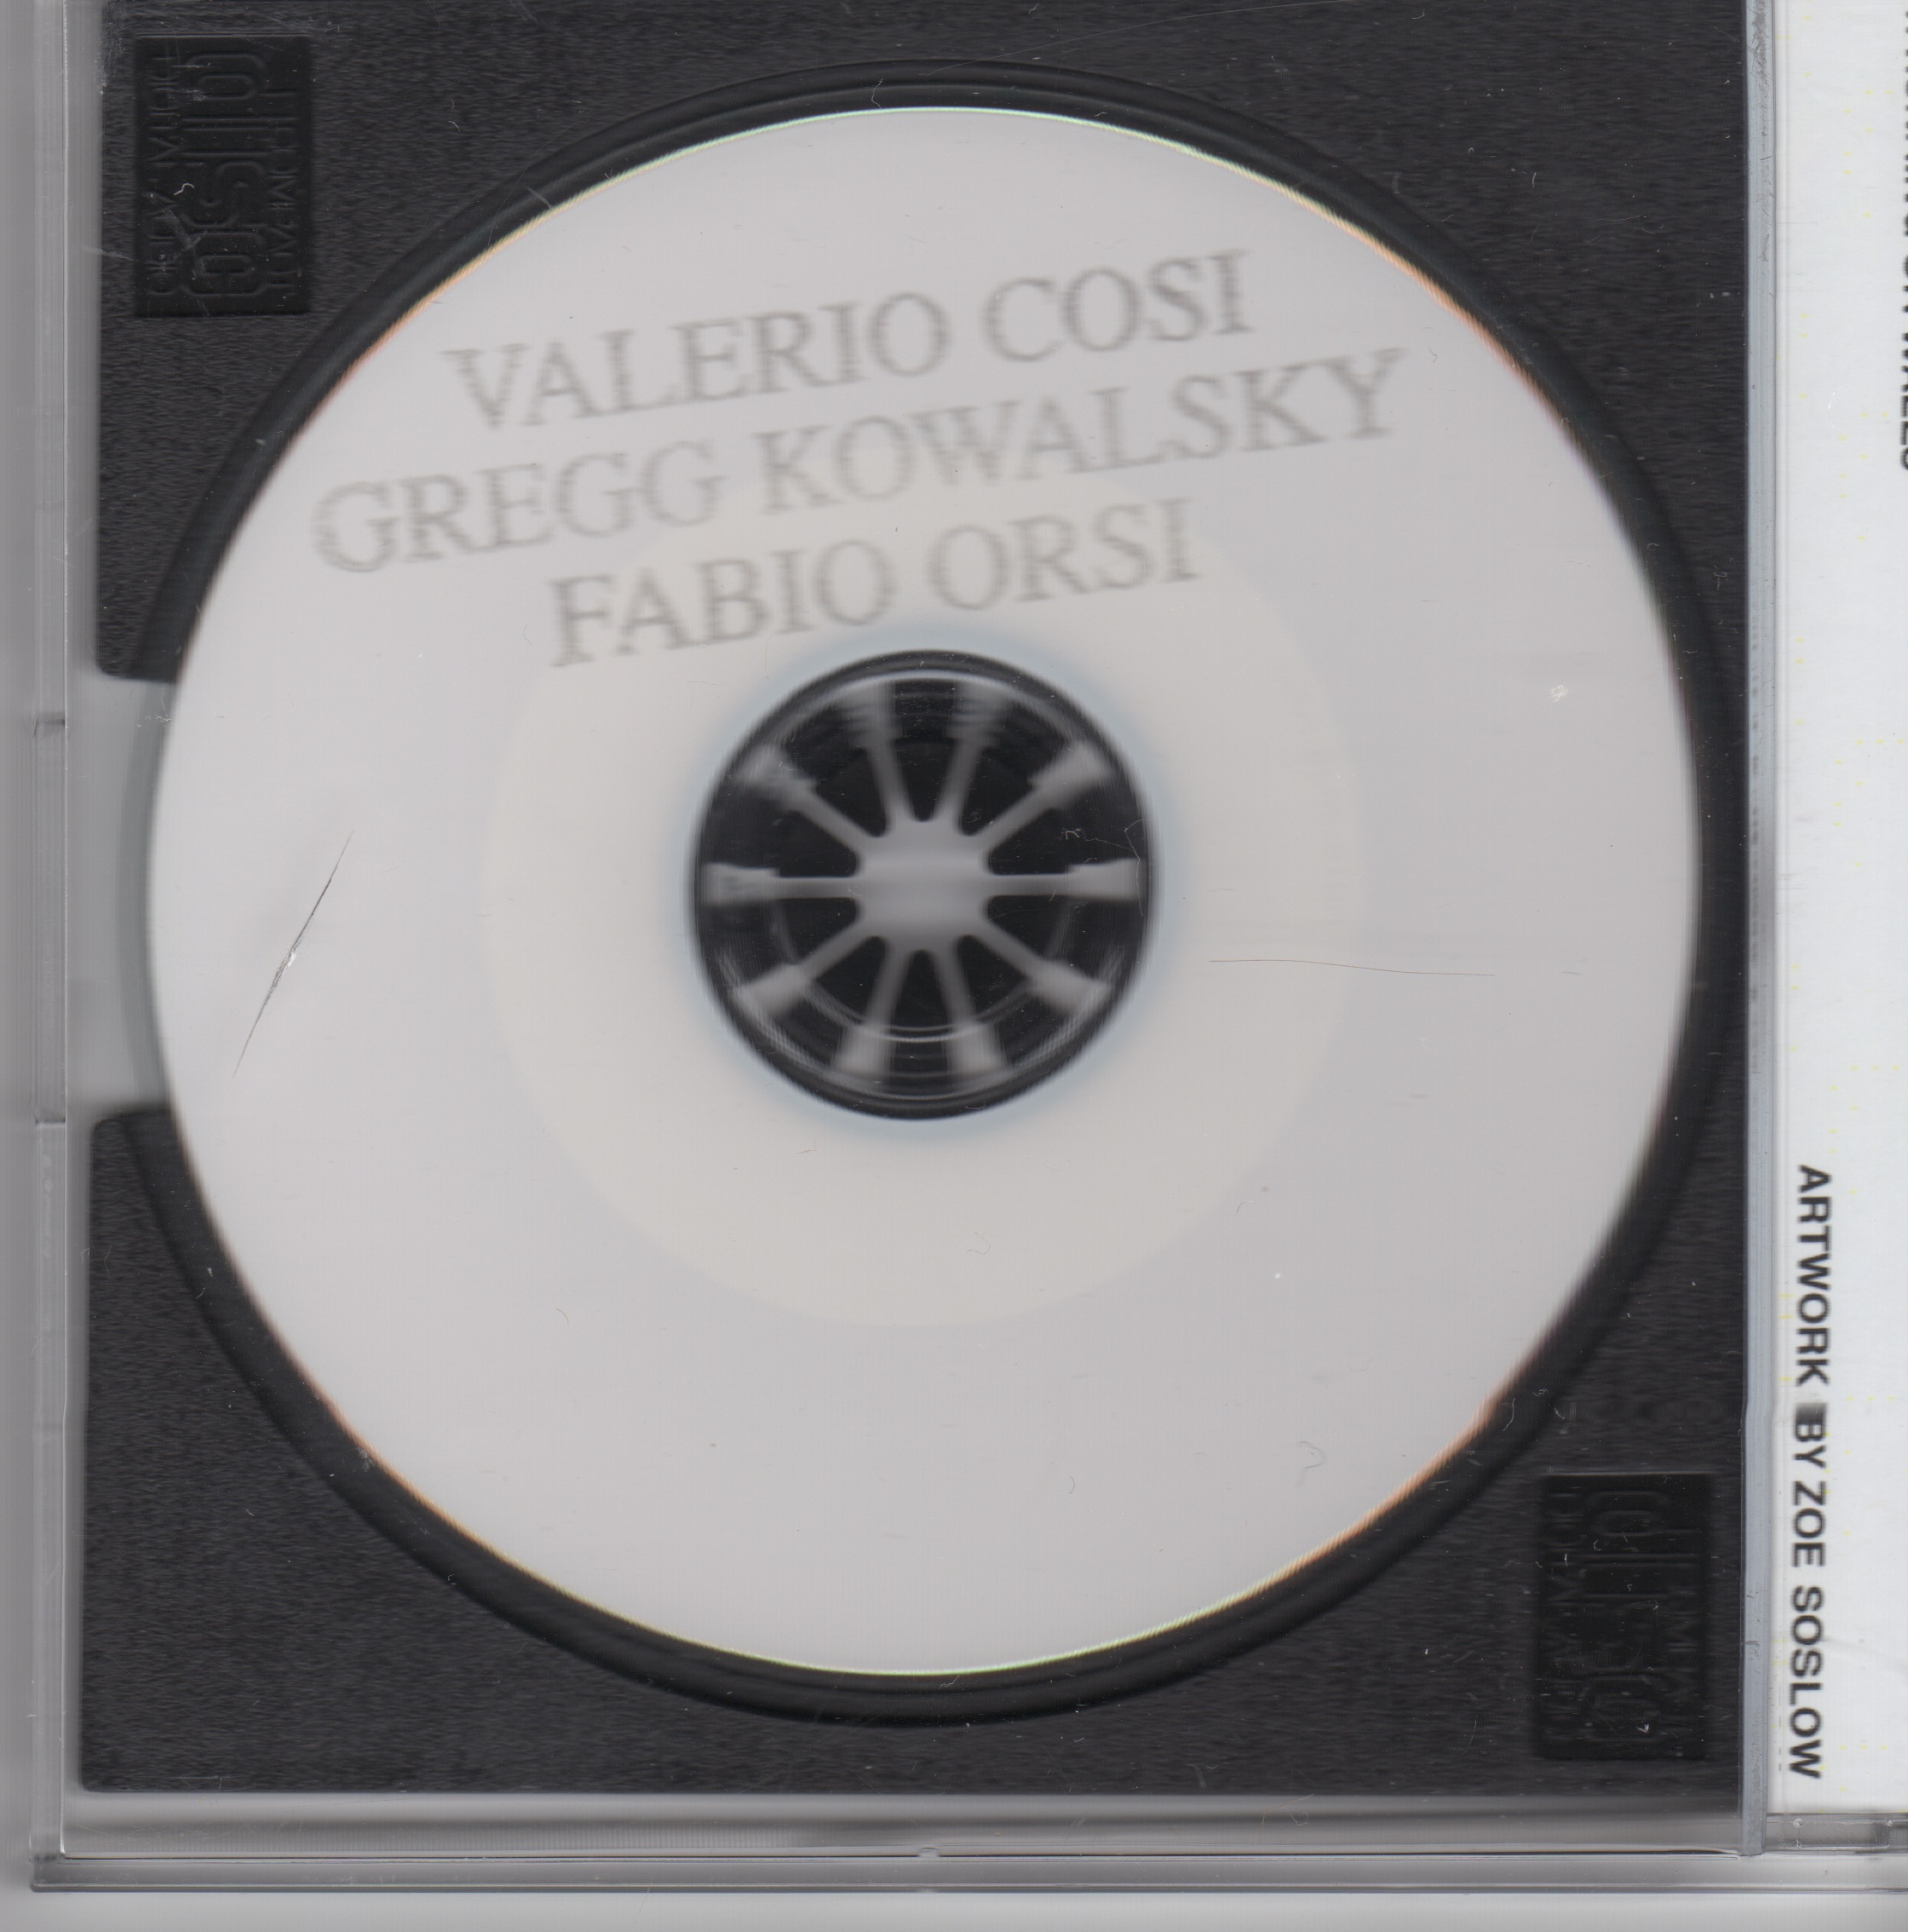 VALERIO COSI
GREGG KOWALSKY
FABIO ORSI
ARTWORK BY ZOE SOSLOW